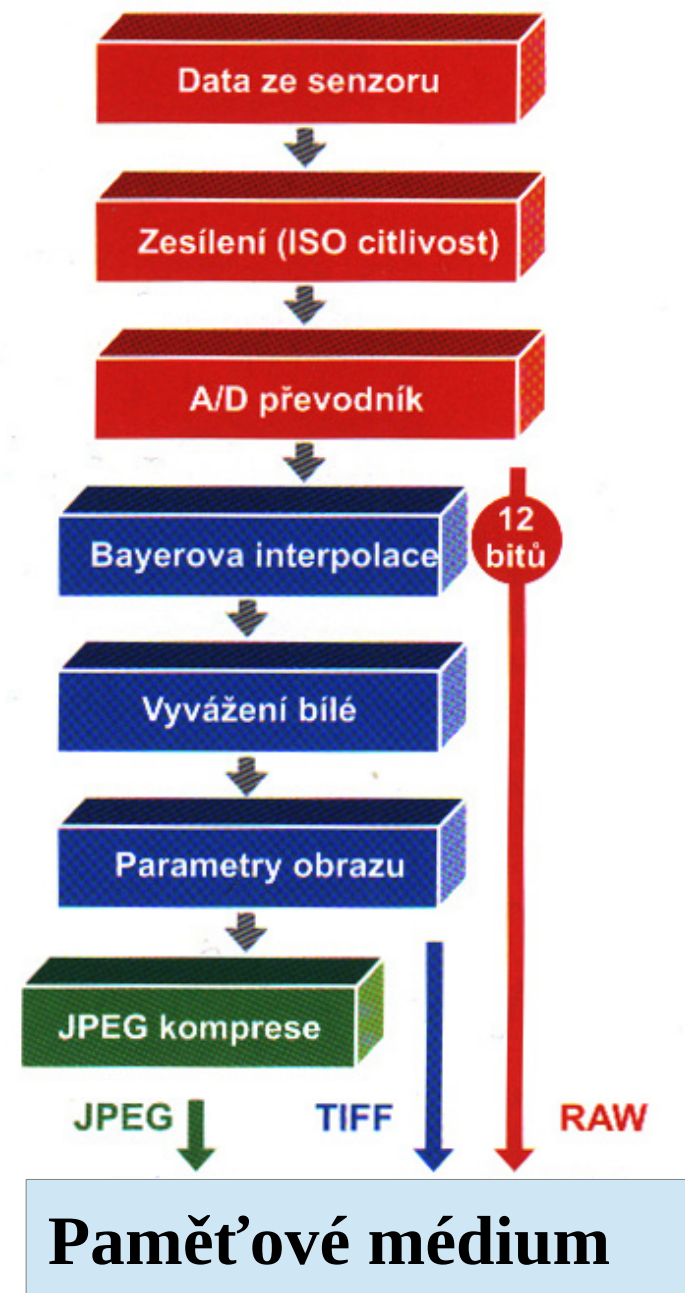 Data ze senzoru
Zesílení (ISO citlivost)
A/D převodník
12
bitů
Bayerova interpolace
Vyvážení bílé
Parametry obrazu
JPEG komprese
JPEG
TIFF
RAW
Paměťové médium